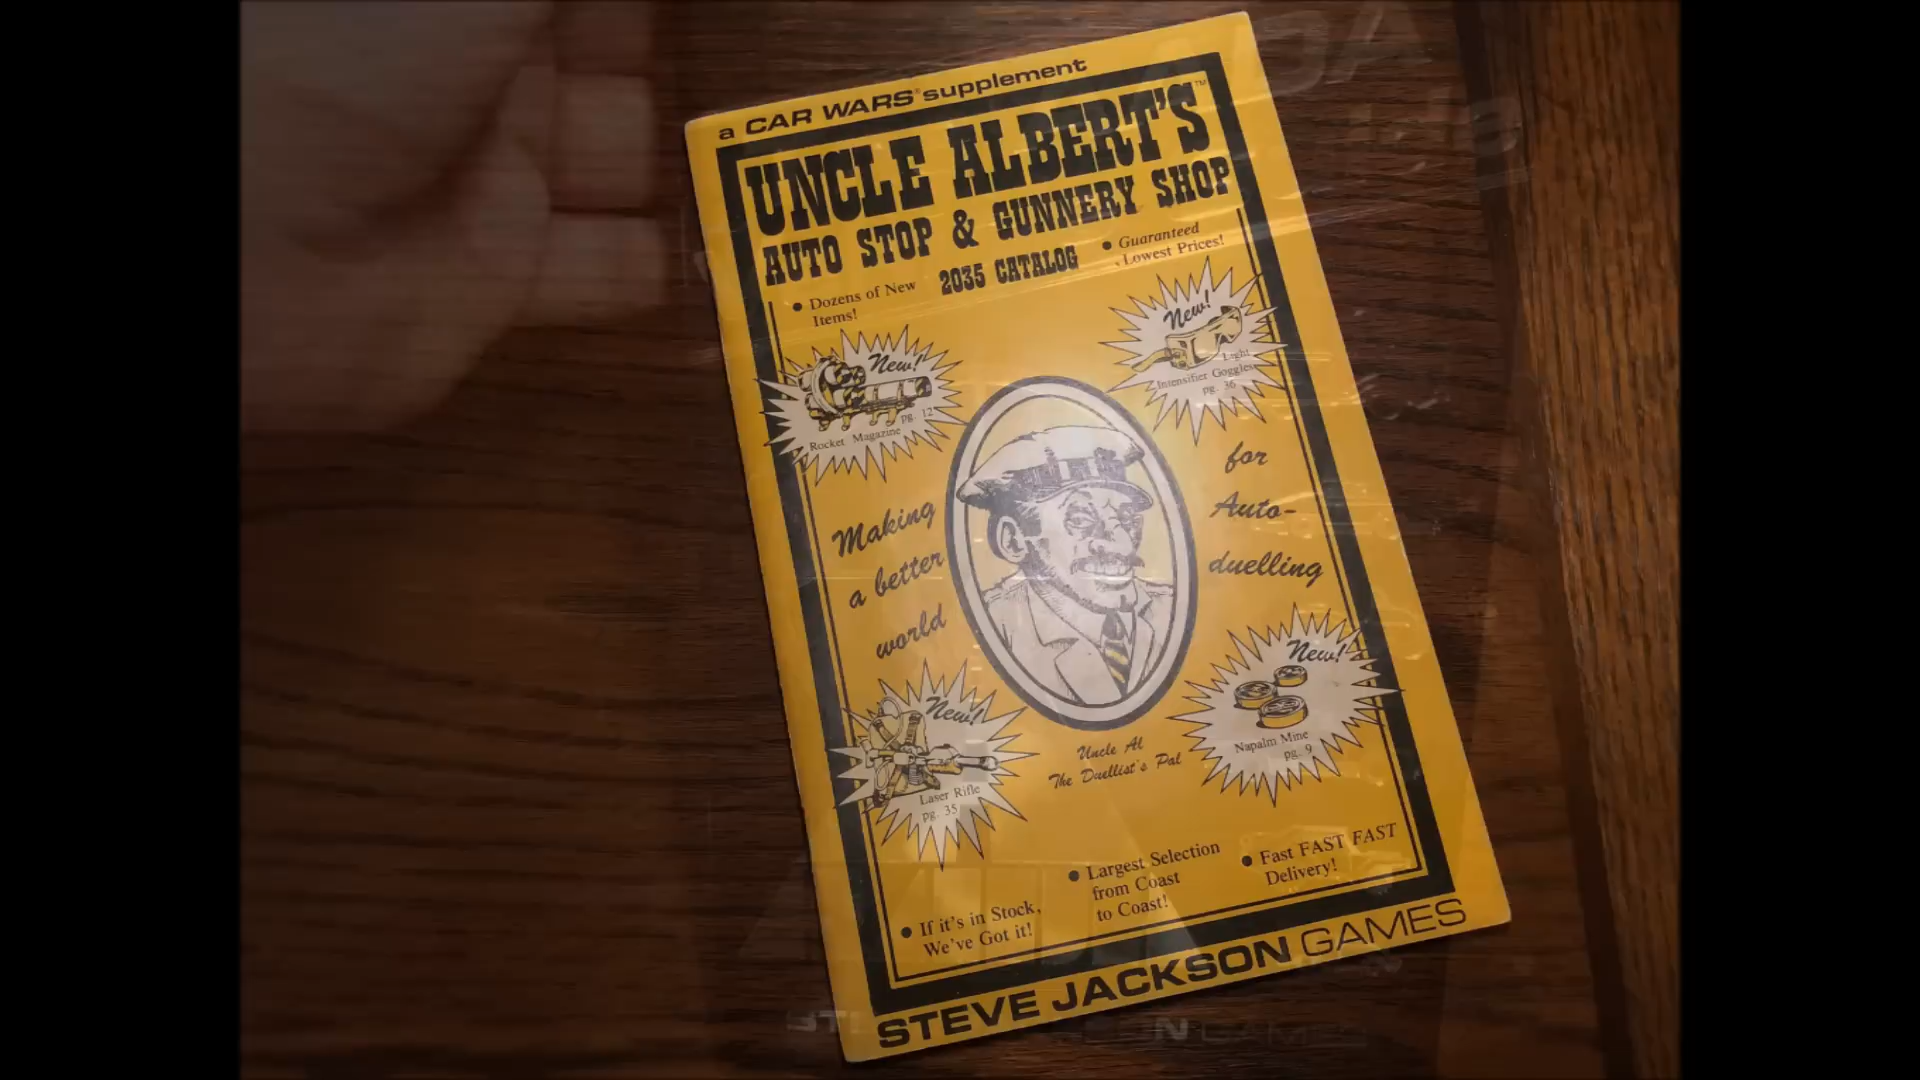 a CAR WARS® supplement
UNCLE ALBERT'S™
AUTO STOP & GUNNERY SHOP
2035 CATALOG
• Guaranteed
Lowest Prices!
• Dozens of New
Items!
New!
Rocket Magazine pg. 12
New!
Light
Intensifier Goggles
pg. 36
Making
a better
world
for
Auto-
duelling
New!
Laser Rifle
pg. 35
New!
Napalm Mine
pg. 9
Uncle Al
The Duellist's Pal
• If it's in Stock,
We've Got it!
• Largest Selection
from Coast
to Coast!
• Fast FAST FAST
Delivery!
STEVE JACKSON GAMES